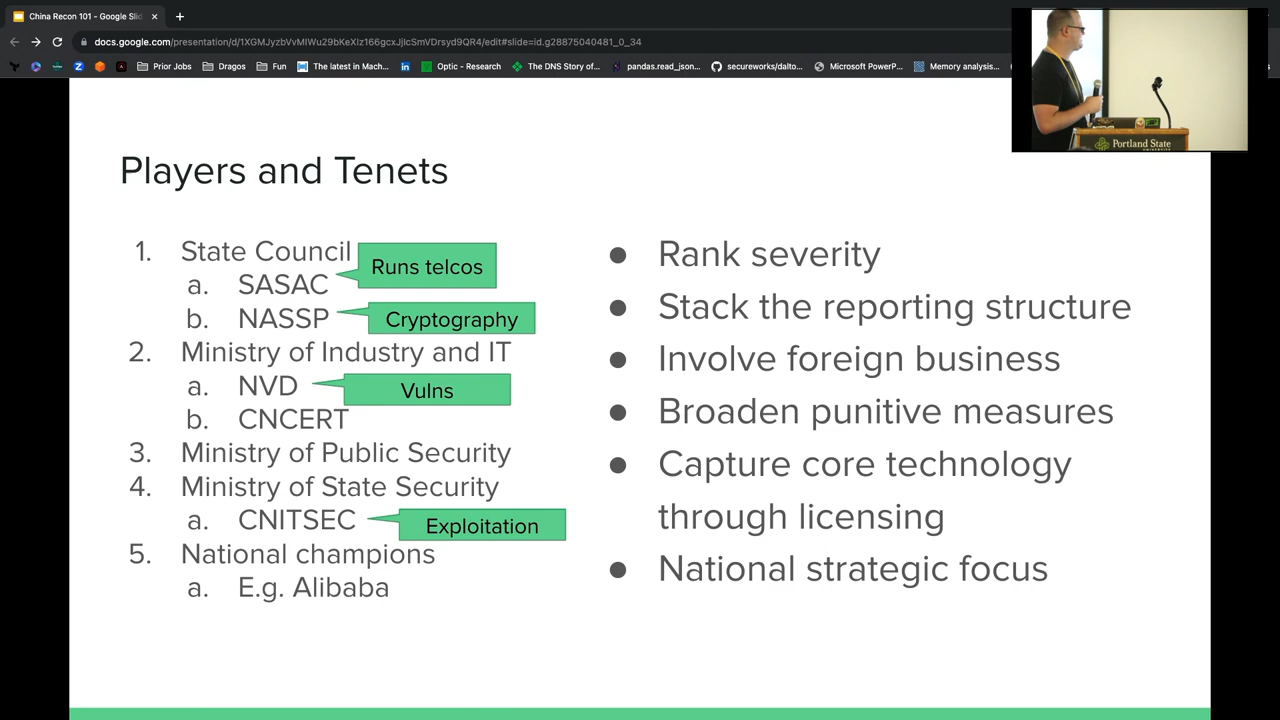 China Recon 101 - Google Slid
docs.google.com/presentation/d/1XGMJyzbVvMIWu29bKeXIz166gcxJjIcSmVDrsyd9QR4/edit#slide=id.g28875040481_0_34
Prior Jobs
Dragos
Fun
The latest in Mach...
Optic - Research
The DNS Story of...
pandas.read_json...
secureworks/dalto...
Microsoft PowerP...
Memory analysis...
Portland State
UNIVERSITY
Players and Tenets
1. State Council
a. SASAC
Runs telcos
b. NASSP
Cryptography
2. Ministry of Industry and IT
a. NVD
Vulns
b. CNCERT
3. Ministry of Public Security
4. Ministry of State Security
a. CNITSEC
Exploitation
5. National champions
a. E.g. Alibaba
● Rank severity
● Stack the reporting structure
● Involve foreign business
● Broaden punitive measures
● Capture core technology
through licensing
● National strategic focus